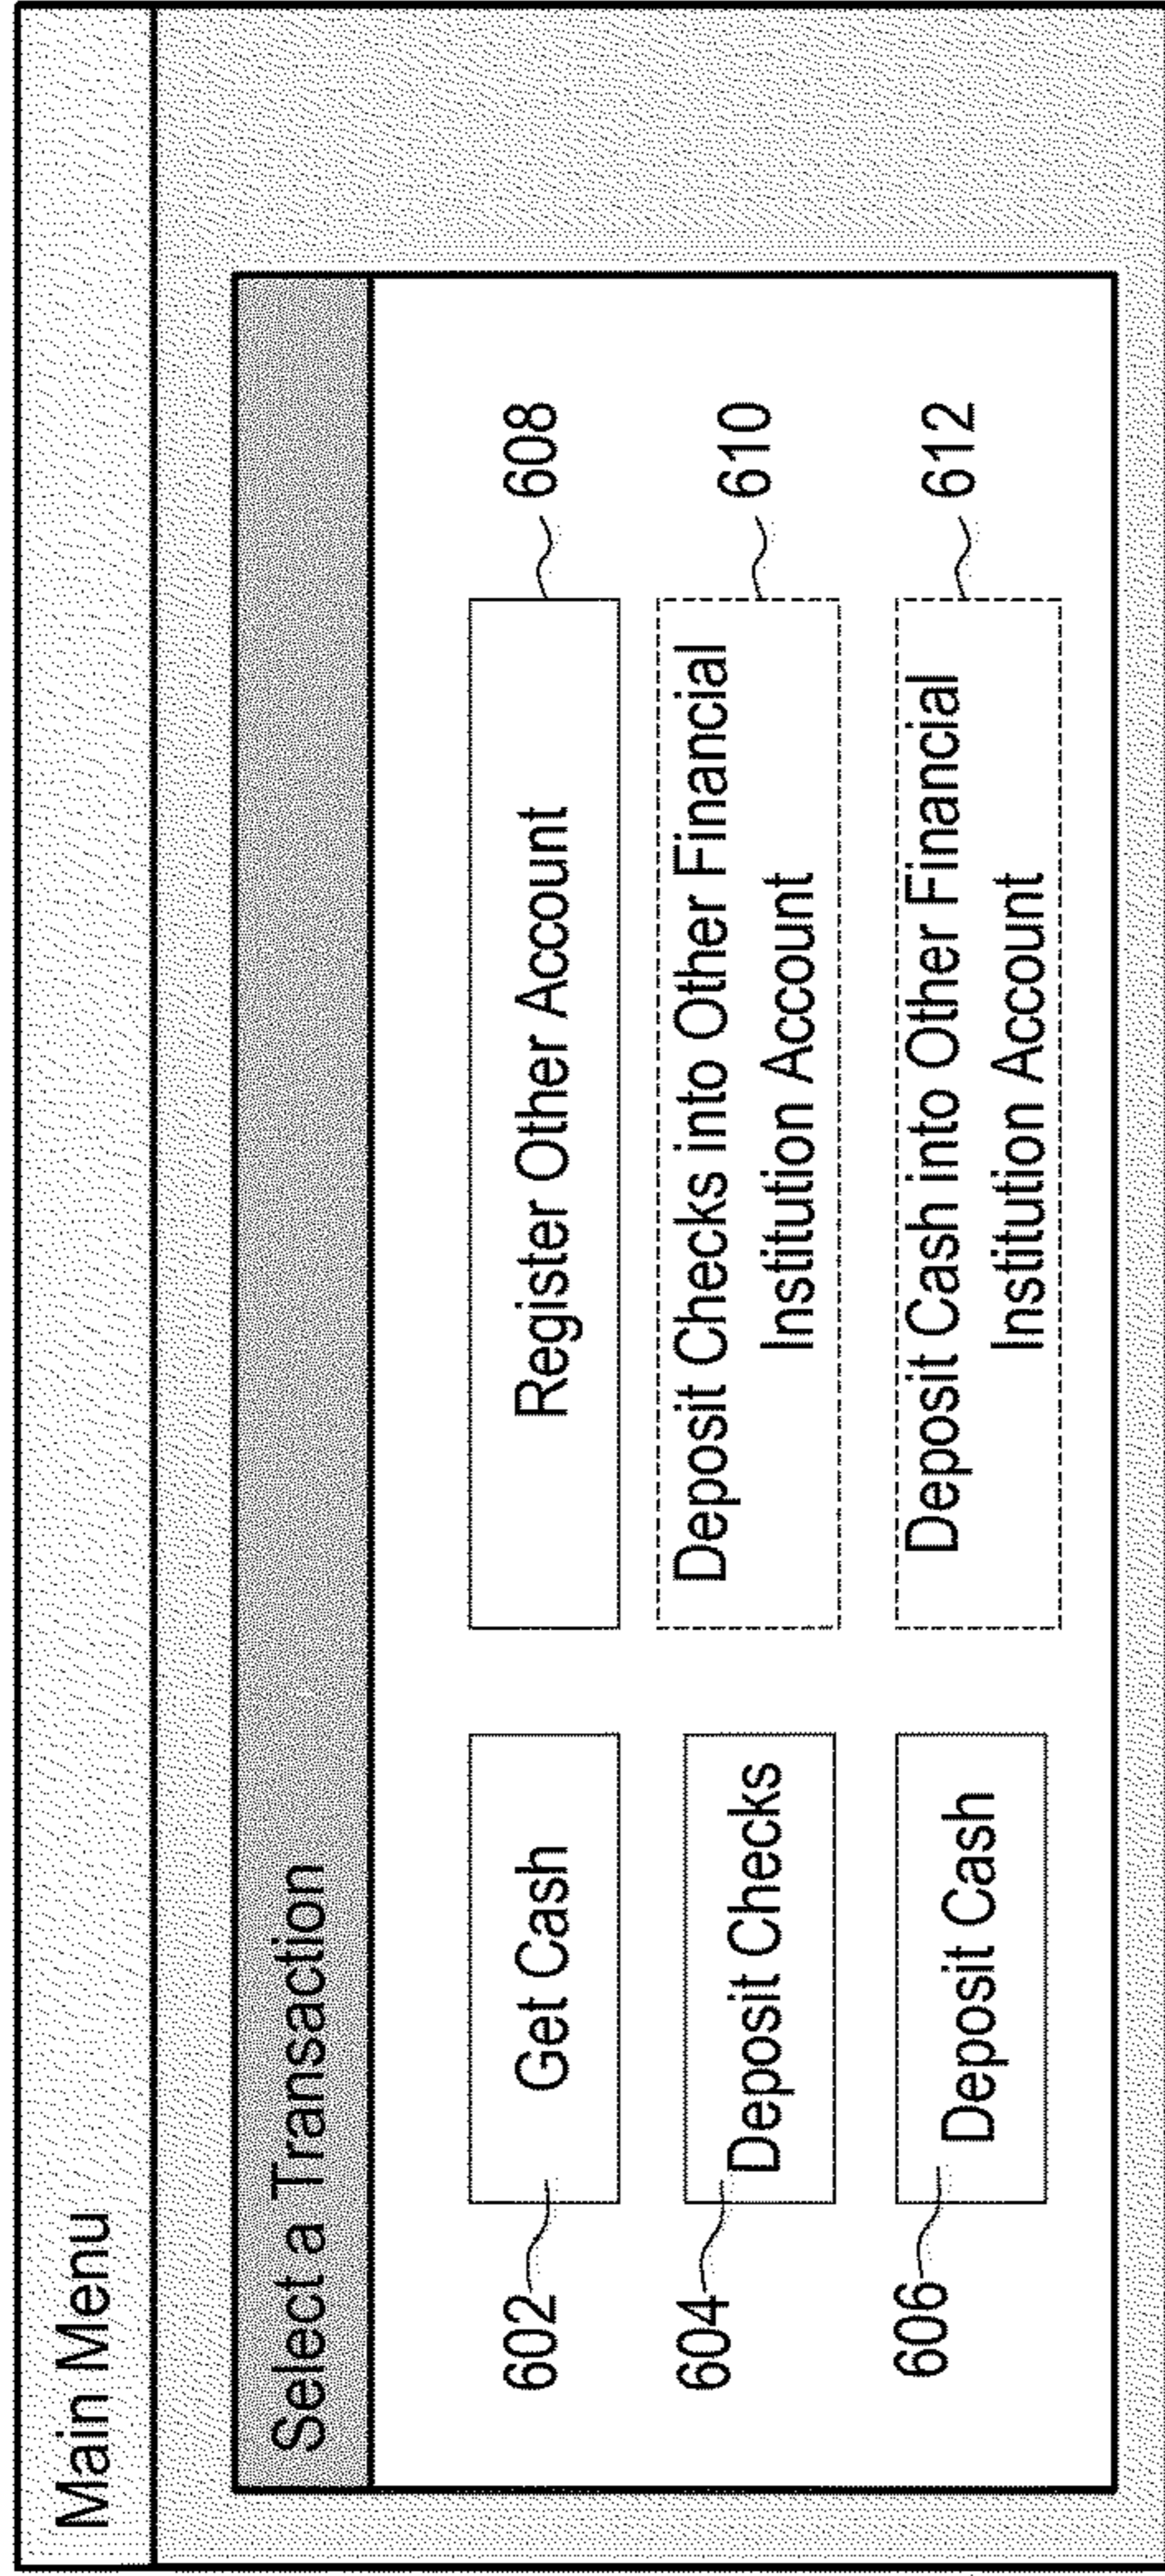 Main Menu
Select a Transaction
602
Get Cash
Register Other Account
608
604
Deposit Checks
Deposit Checks into Other Financial
Institution Account
610
606
Deposit Cash
Deposit Cash into Other Financial
Institution Account
612